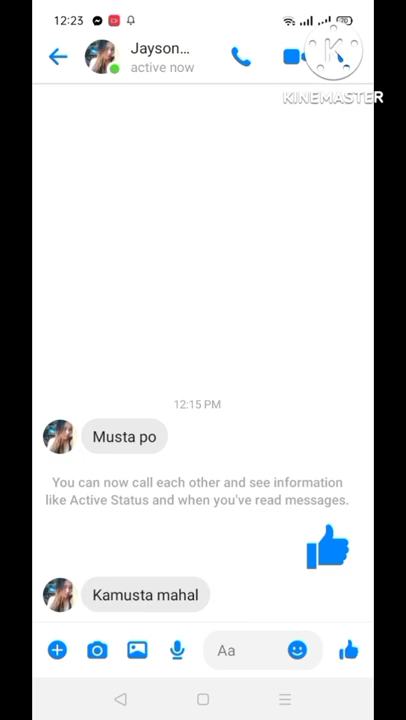 12:23
Jayson...
active now
KINEMASTER
12:15 PM
Musta po
You can now call each other and see information
like Active Status and when you've read messages.
Kamusta mahal
Aa